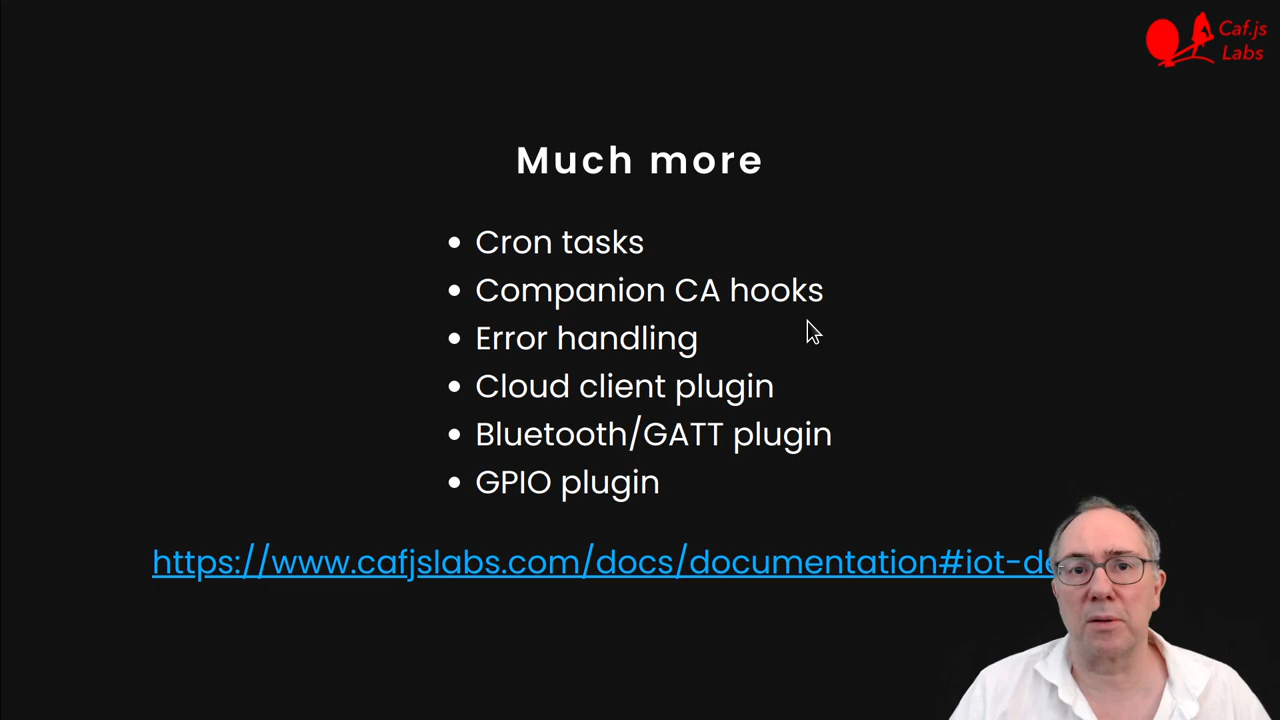 Caf.js
Labs
Much more
• Cron tasks
• Companion CA hooks
• Error handling
• Cloud client plugin
• Bluetooth/GATT plugin
• GPIO plugin
https://www.cafjslabs.com/docs/documentation#iot-de